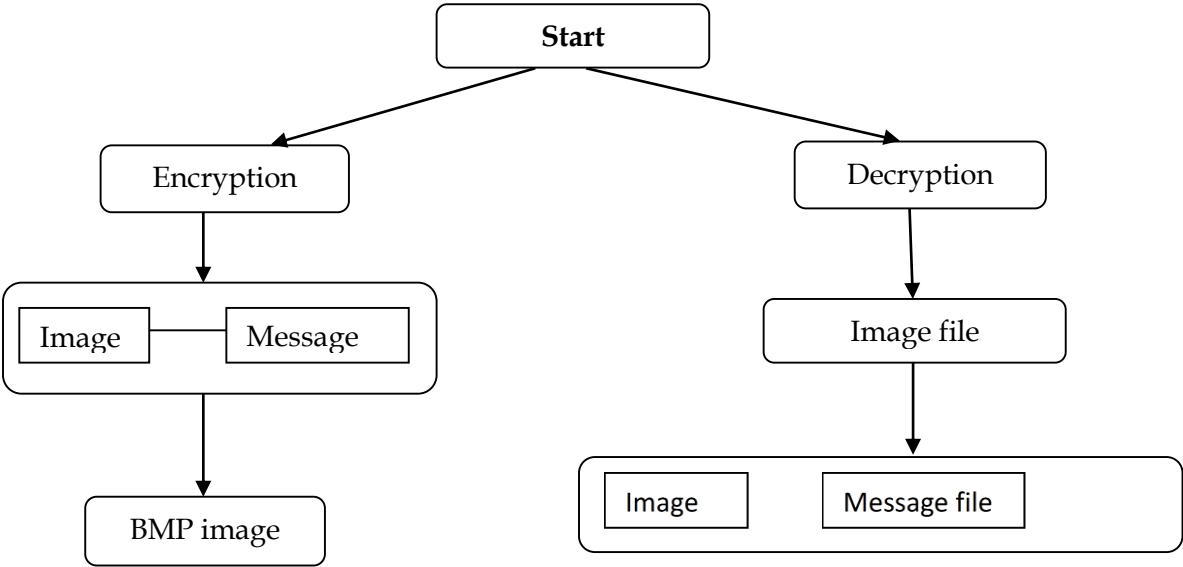 Start
Encryption
Decryption
Image
Message
Image file
BMP image
Image
Message file